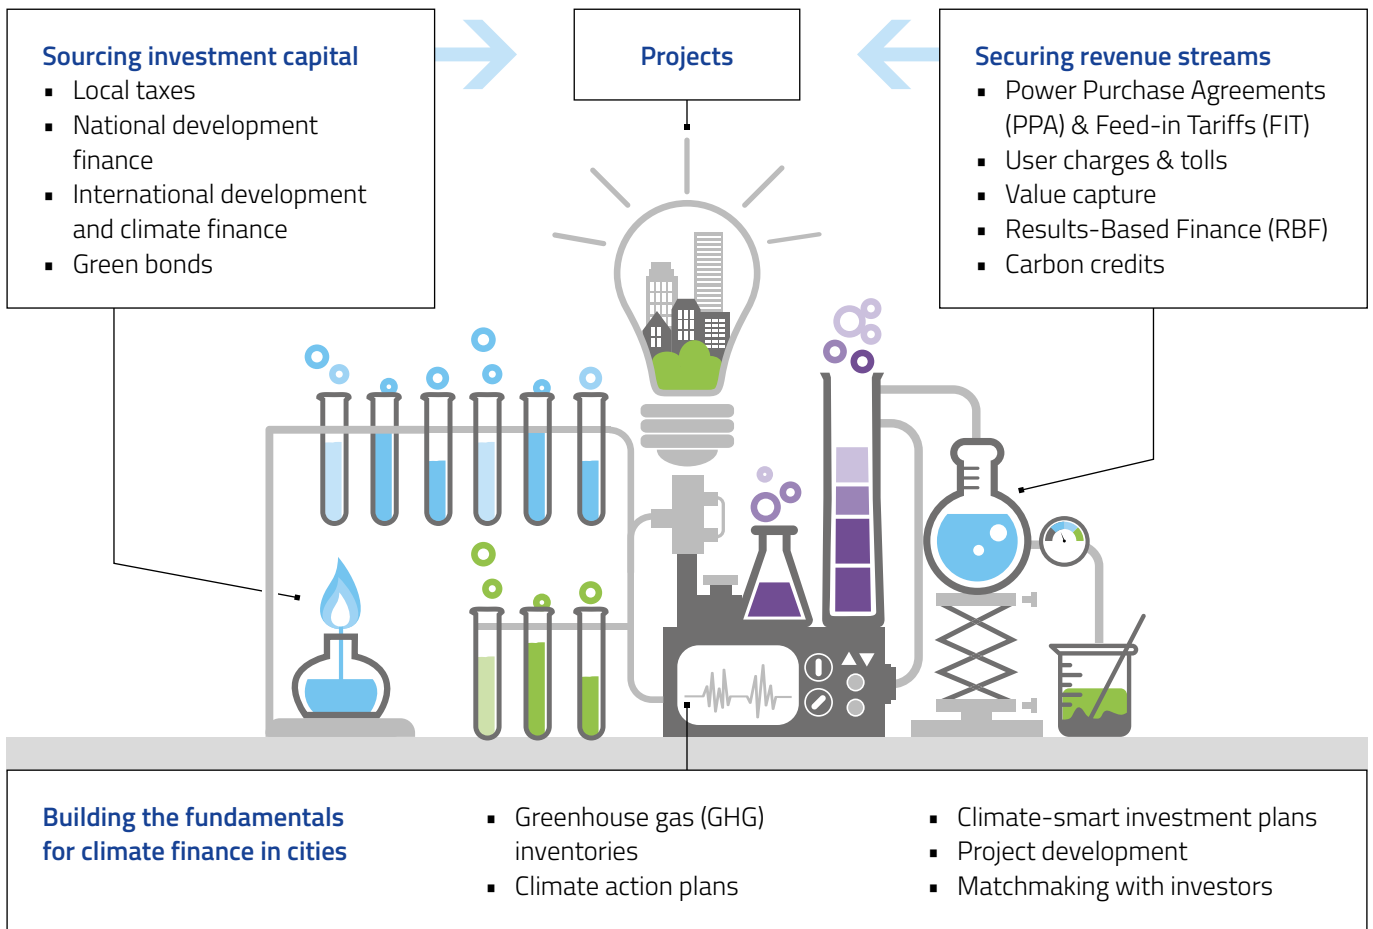 Sourcing investment capital
▪ Local taxes
▪ National development
finance
▪ International development
and climate finance
▪ Green bonds
Projects
Securing revenue streams
▪ Power Purchase Agreements
(PPA) & Feed-in Tariffs (FIT)
▪ User charges & tolls
▪ Value capture
▪ Results-Based Finance (RBF)
▪ Carbon credits
Building the fundamentals
for climate finance in cities
▪ Greenhouse gas (GHG)
inventories
▪ Climate action plans
▪ Climate-smart investment plans
▪ Project development
▪ Matchmaking with investors